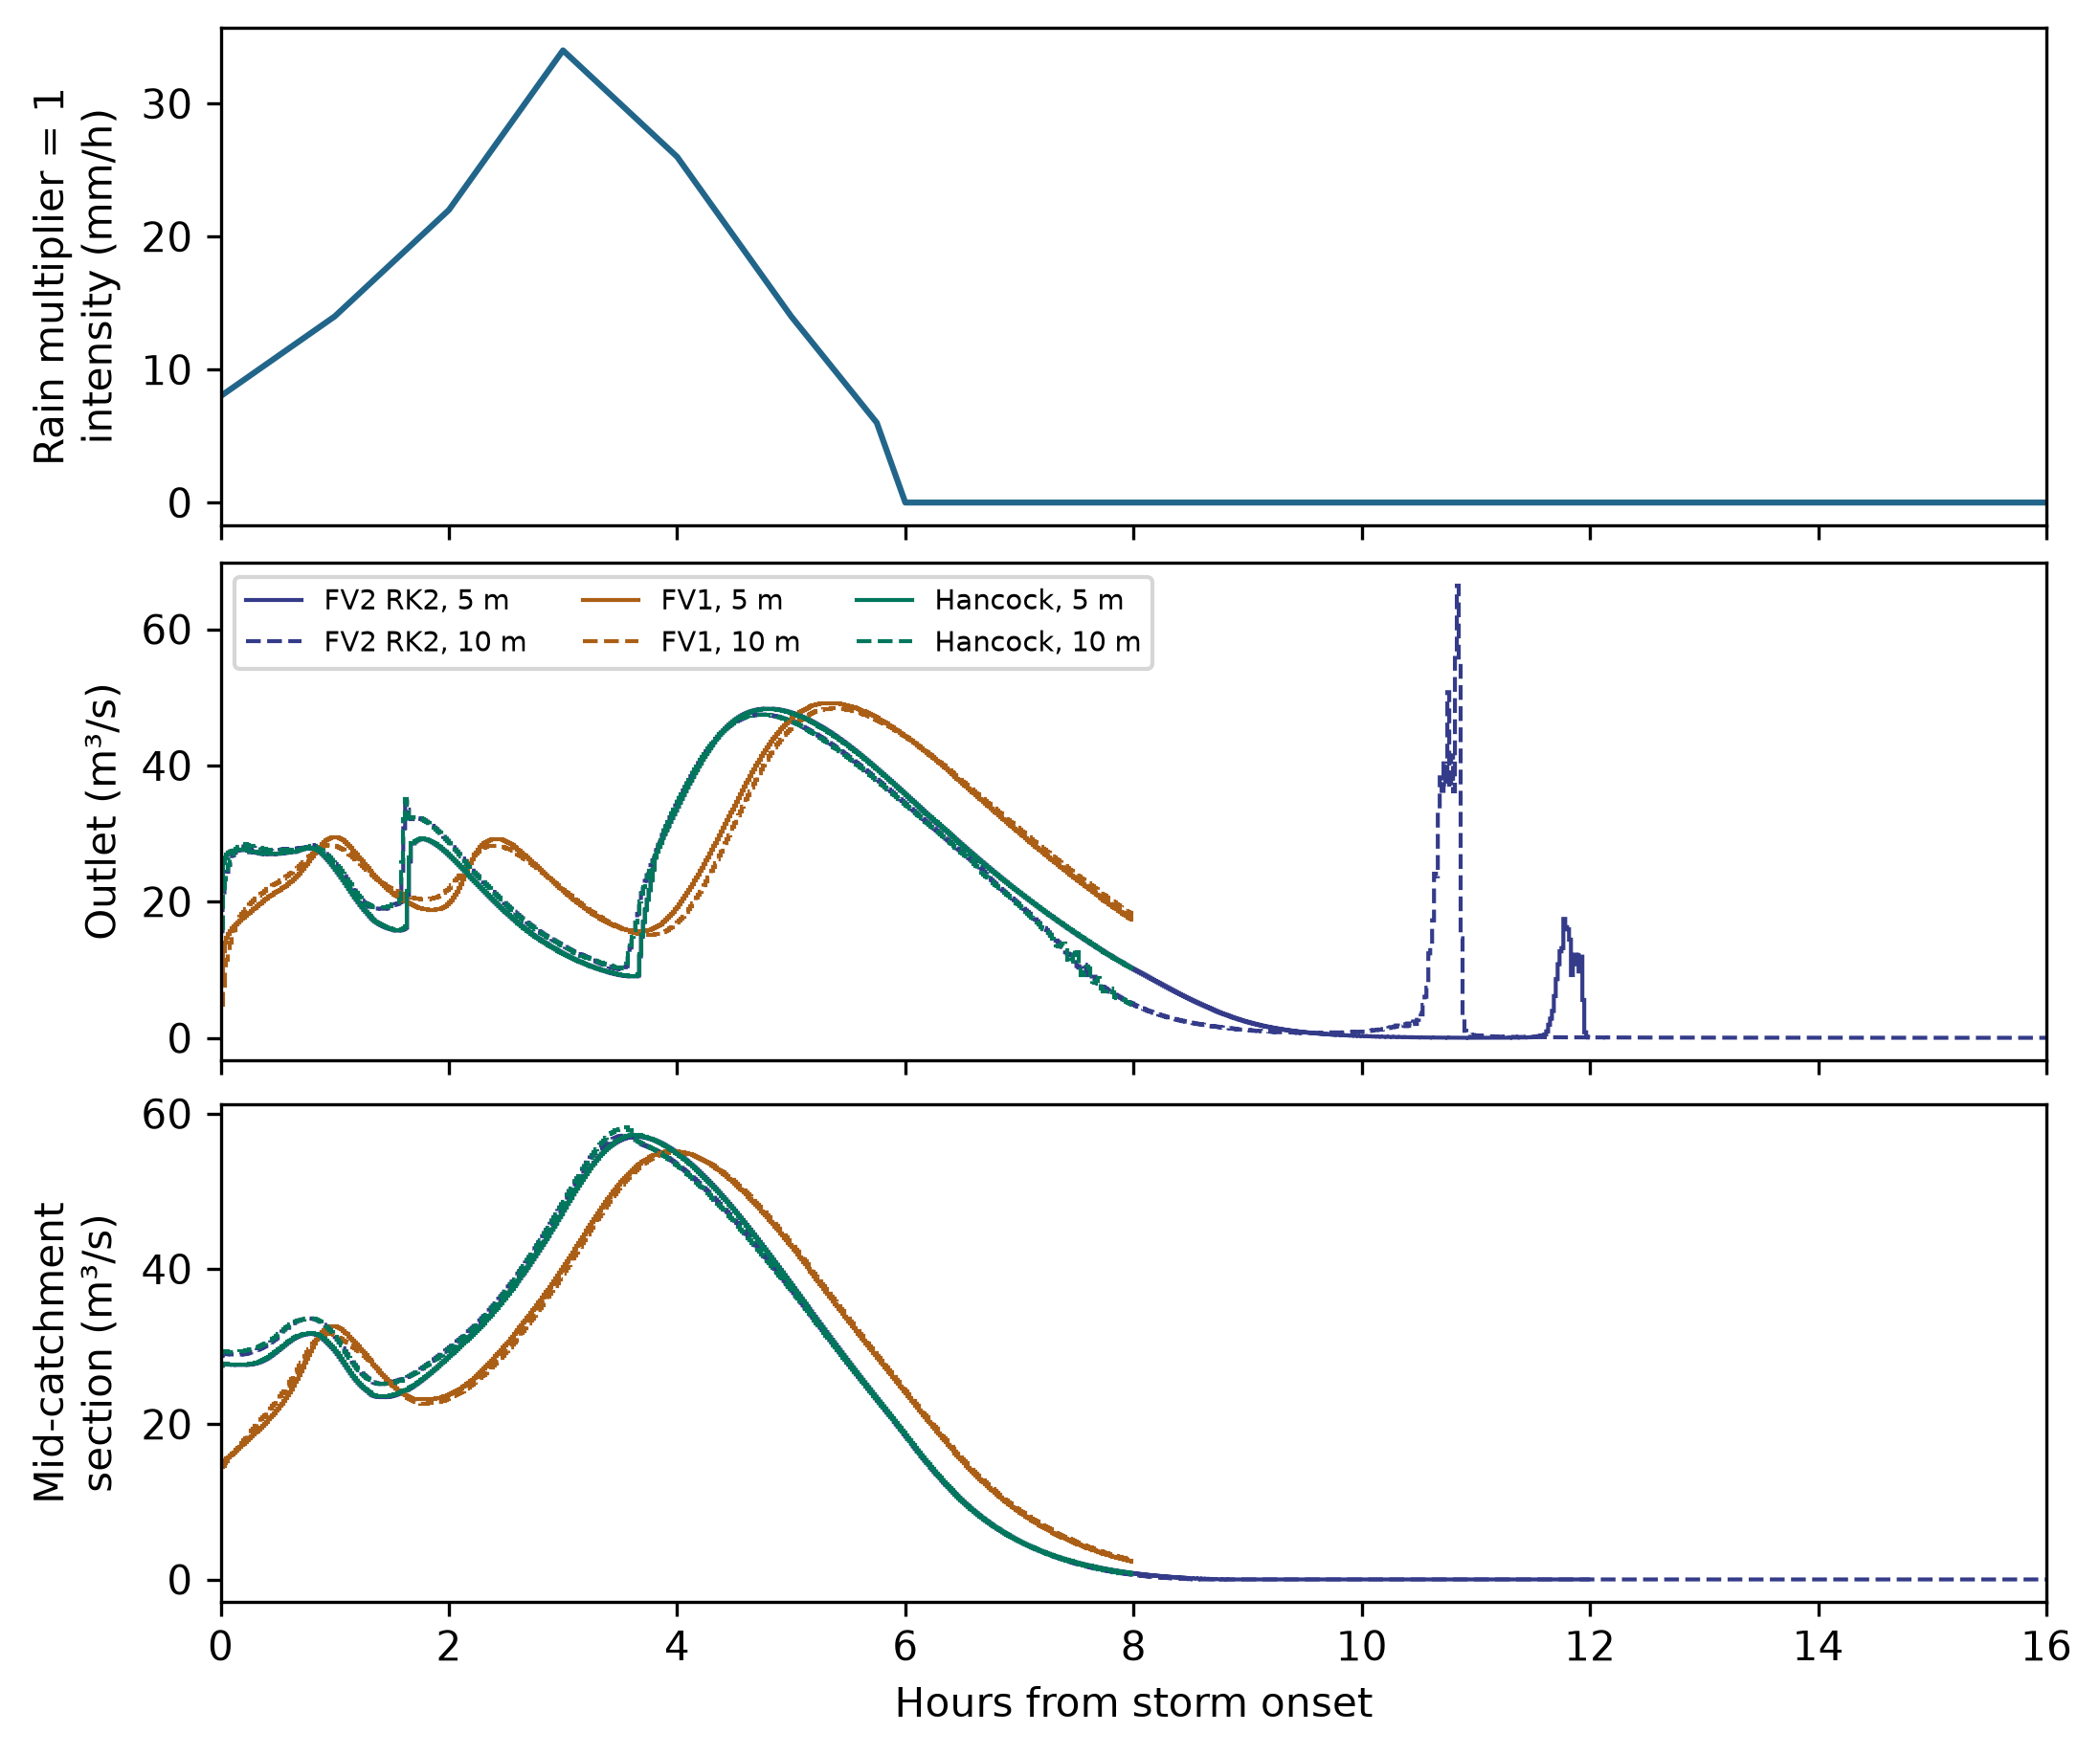 Rain multiplier = 1
intensity (mm/h)
30
20
10
0
Outlet (m³/s)
60
40
20
0
FV2 RK2, 5 m
FV2 RK2, 10 m
FV1, 5 m
FV1, 10 m
Hancock, 5 m
Hancock, 10 m
Mid-catchment
section (m³/s)
60
40
20
0
0 2 4 6 8 10 12 14 16
Hours from storm onset